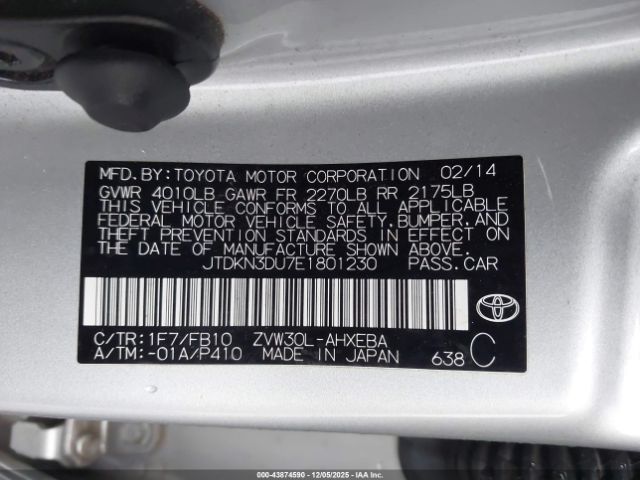 MFD. BY: TOYOTA MOTOR CORPORATION 02/14
GVWR 4010LB GAWR FR 2270LB RR 2175LB
THIS VEHICLE CONFORMS TO ALL APPLICABLE
FEDERAL MOTOR VEHICLE SAFETY, BUMPER, AND
THEFT PREVENTION STANDARDS IN EFFECT ON
THE DATE OF MANUFACTURE SHOWN ABOVE.
JTDKN3DU7E1801230 PASS. CAR
C/TR: 1F7/FB10 ZVW30L-AHXEBA
A/TM: -01A/P410 MADE IN JAPAN 638 C
000-43874590 - 12/05/2025 - IAAI.COM